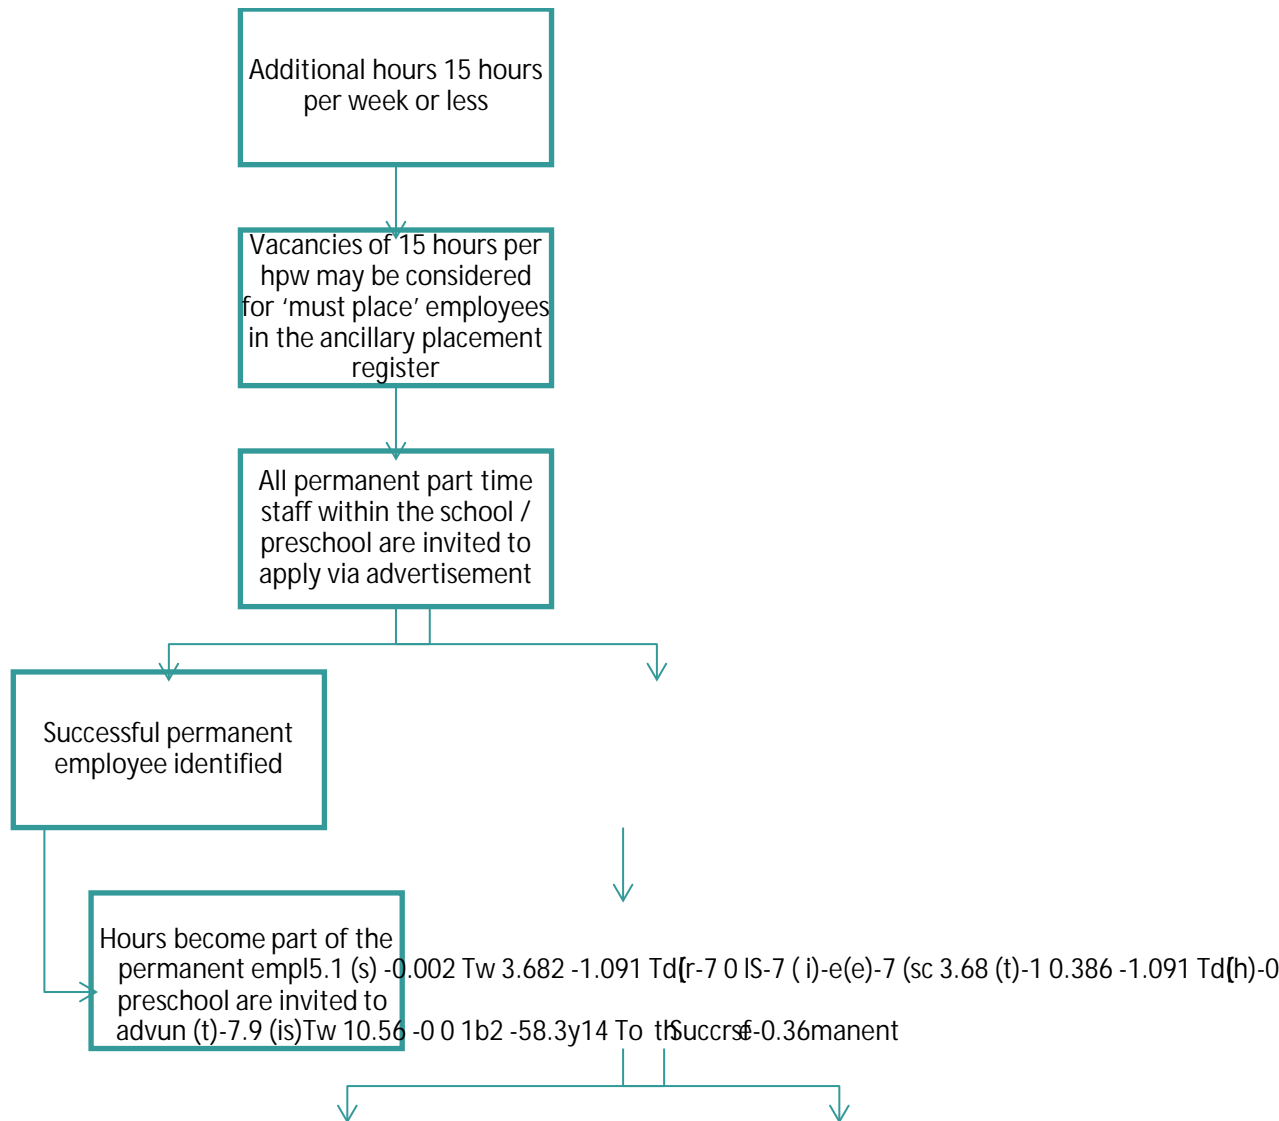 Additional hours 15 hours
per week or less
Vacancies of 15 hours per
hpw may be considered
for ‘must place’ employees
in the ancillary placement
register
All permanent part time
staff within the school /
preschool are invited to
apply via advertisement
Successful permanent
employee identified
Hours become part of the
permanent empl5.1 (s) -0.002 Tw 3.682 -1.091 Td[(r-7 0 lS-7 ( i)-e(e)-7 (sc 3.68 (t)-1 0.386 -1.091 Td[(h)-0
preschool are invited to
advun (t)-7.9 (is)Tw 10.56 -0 0 1b2 -58.3y14 To